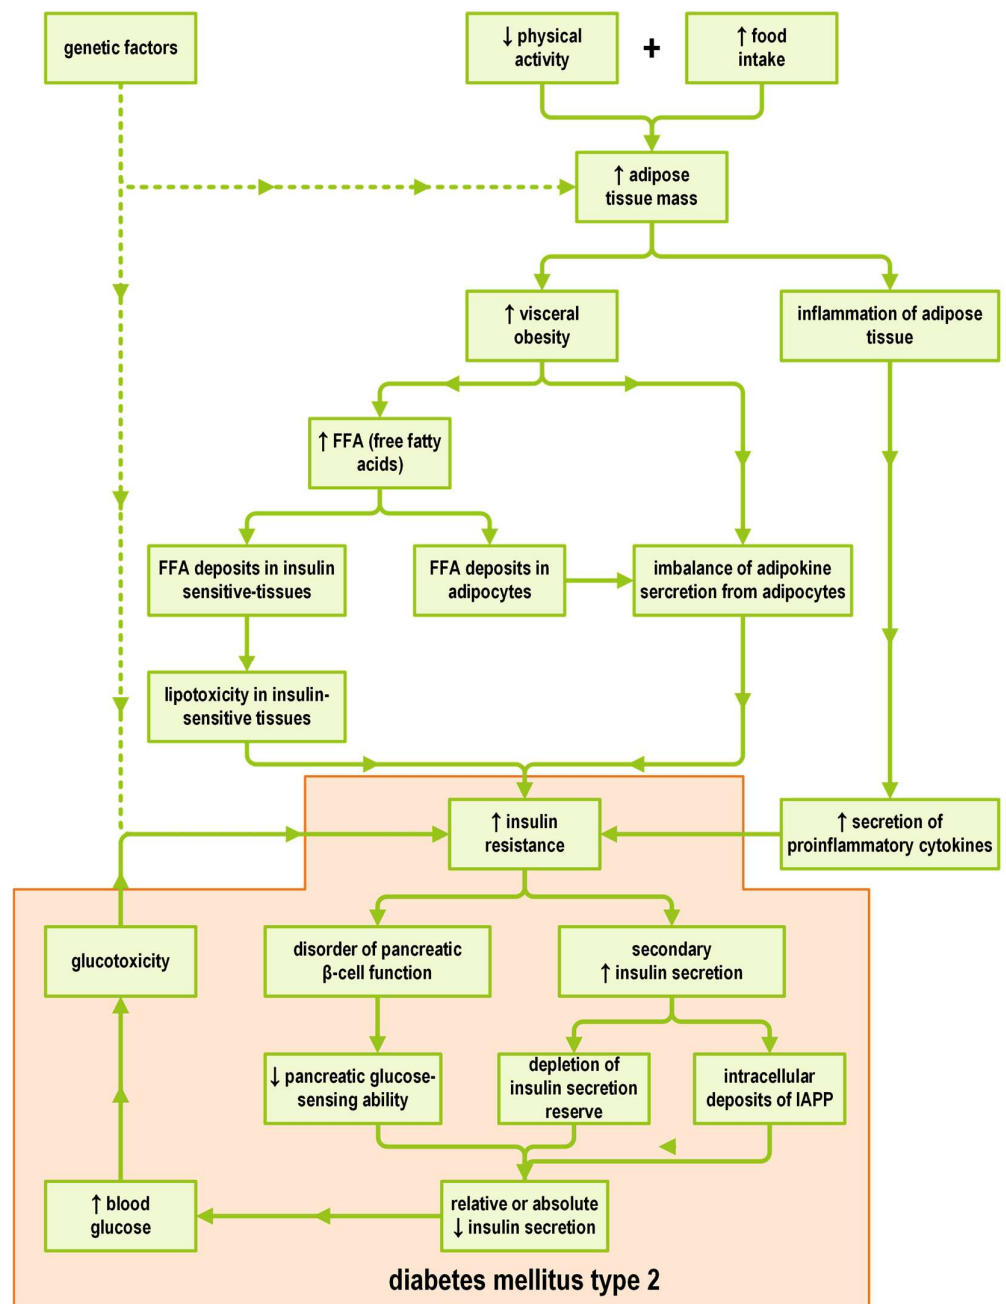 genetic factors
↓ physical
activity
+
↑ food
intake
↑ adipose
tissue mass
↑ visceral
obesity
inflammation of adipose
tissue
↑ FFA (free fatty
acids)
FFA deposits in insulin
sensitive-tissues
FFA deposits in
adipocytes
imbalance of adipokine
sercretion from adipocytes
lipotoxicity in insulin-
sensitive tissues
↑ insulin
resistance
↑ secretion of
proinflammatory cytokines
glucotoxicity
disorder of pancreatic
β-cell function
secondary
↑ insulin secretion
↓ pancreatic glucose-
sensing ability
depletion of
insulin secretion
reserve
intracellular
deposits of IAPP
↑ blood
glucose
relative or absolute
↓ insulin secretion
diabetes mellitus type 2